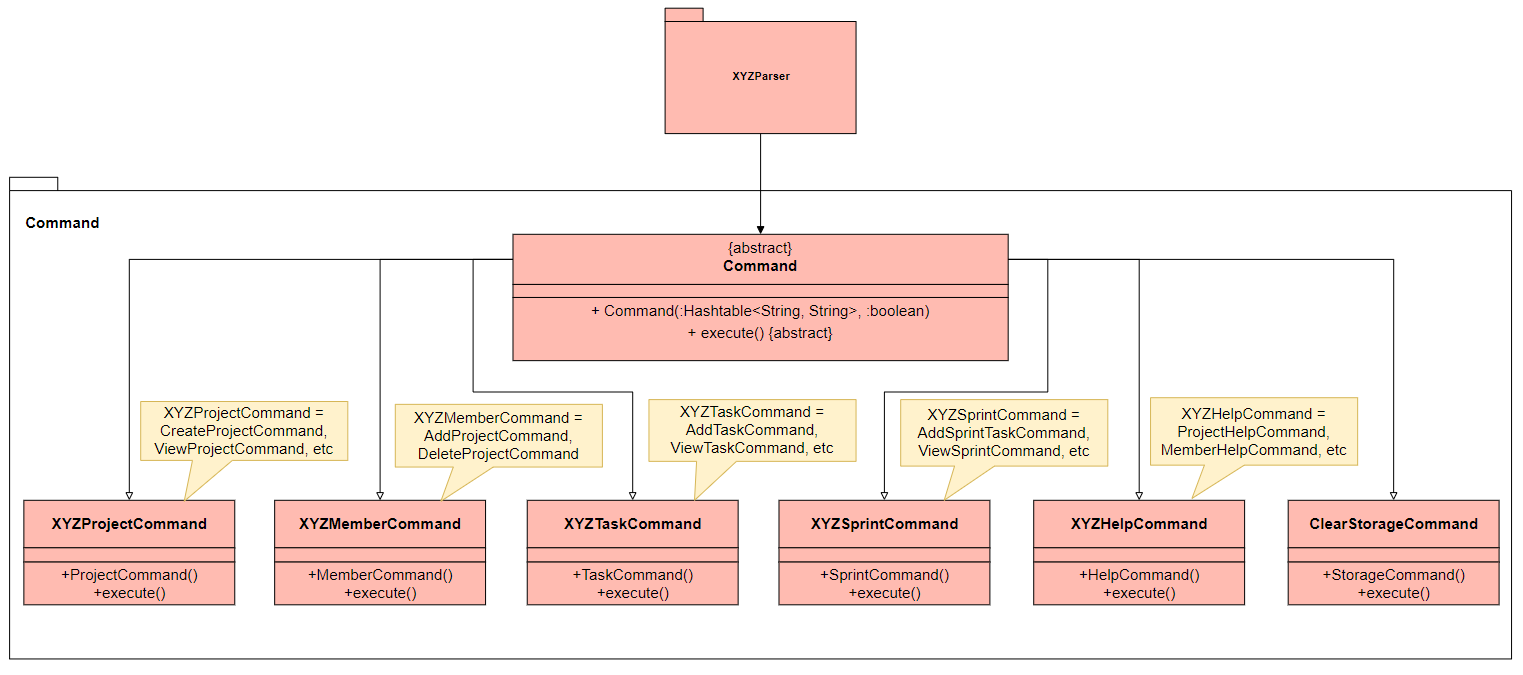 XYZParser
Command
{abstract}
Command
+ Command(:Hashtable<String, String>, :boolean)
+ execute() {abstract}
XYZProjectCommand =
CreateProjectCommand,
ViewProjectCommand, etc
XYZMemberCommand =
AddProjectCommand,
DeleteProjectCommand
XYZTaskCommand =
AddTaskCommand,
ViewTaskCommand, etc
XYZSprintCommand =
AddSprintTaskCommand,
ViewSprintCommand, etc
XYZHelpCommand =
ProjectHelpCommand,
MemberHelpCommand, etc
XYZProjectCommand
+ProjectCommand()
+execute()
XYZMemberCommand
+MemberCommand()
+execute()
XYZTaskCommand
+TaskCommand()
+execute()
XYZSprintCommand
+SprintCommand()
+execute()
XYZHelpCommand
+HelpCommand()
+execute()
ClearStorageCommand
+StorageCommand()
+execute()